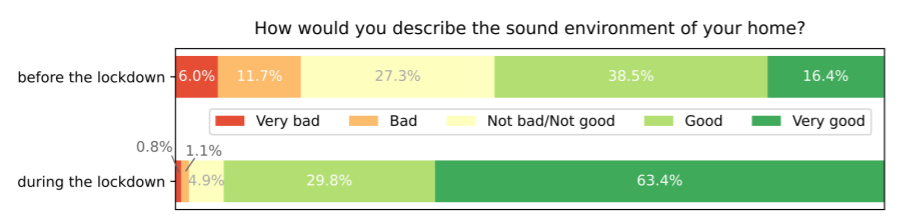 How would you describe the sound environment of your home?
before the lockdown 6.0% 11.7% 27.3% 38.5% 16.4%
Very bad Bad Not bad/Not good Good Very good
0.8% 1.1%
during the lockdown 4.9% 29.8% 63.4%